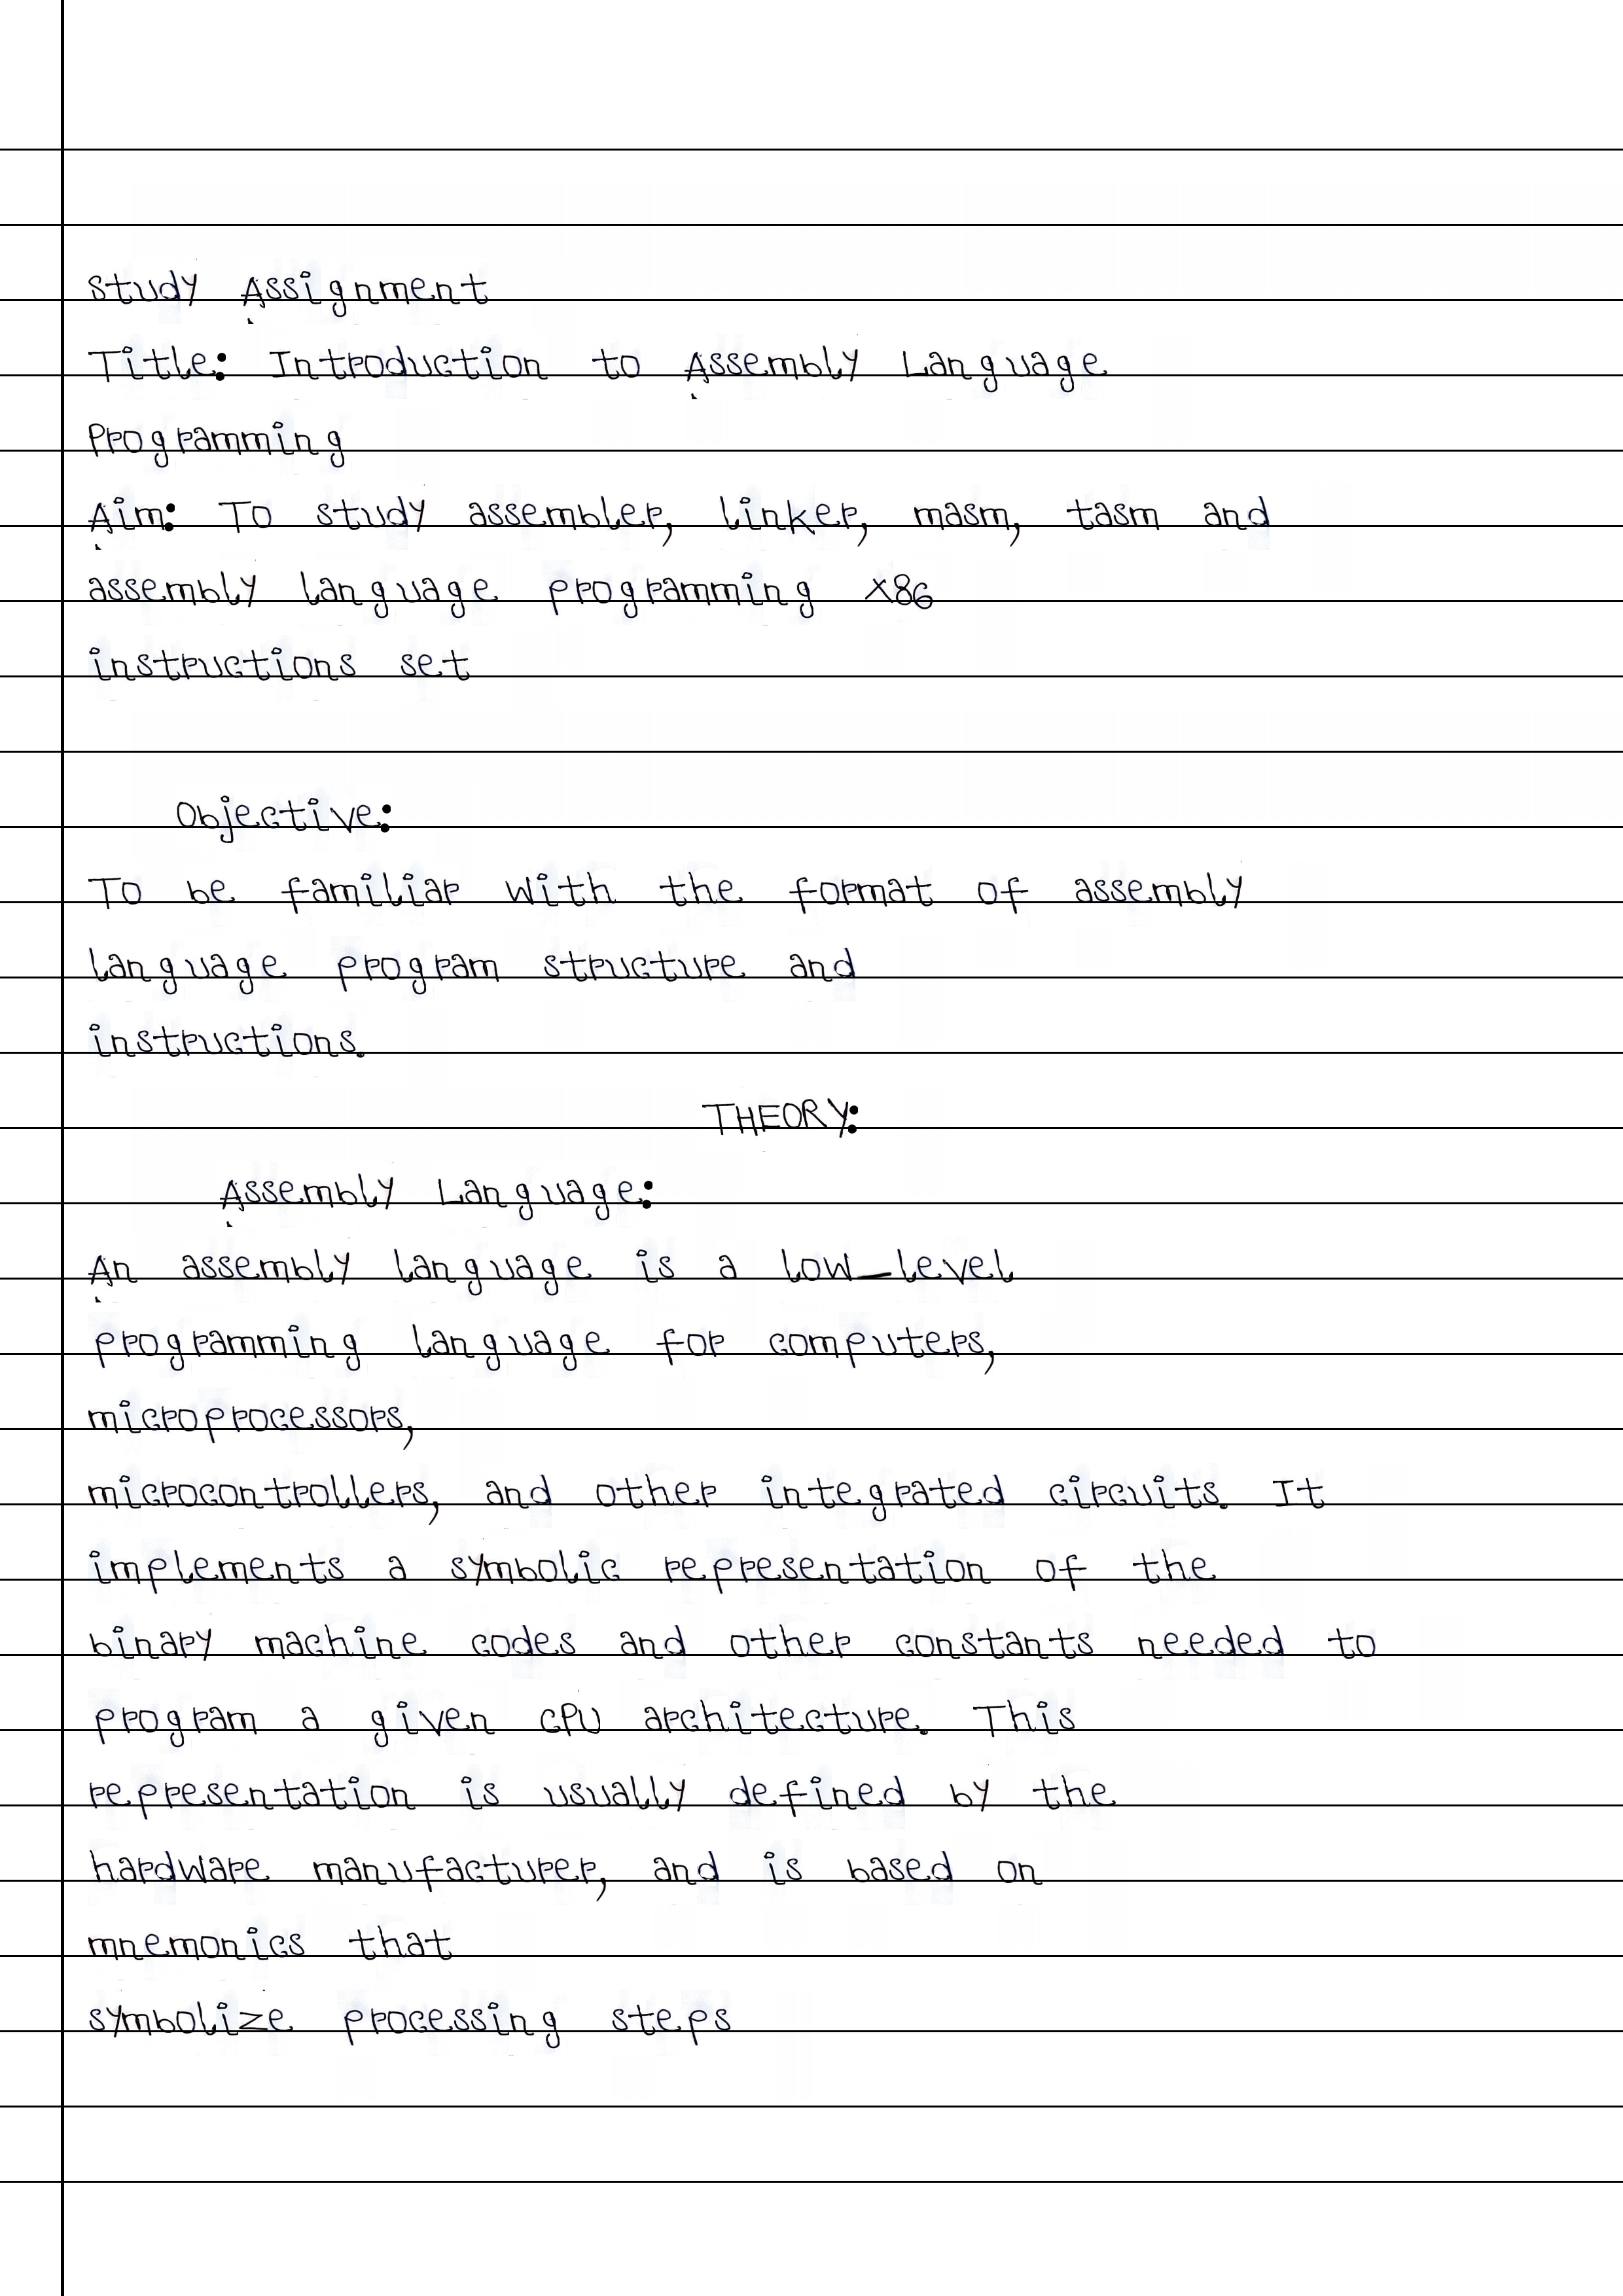 Study Assignment
Title: Introduction to Assembly Language
Programming
Aim: To study assembler, linker, masm, tasm and
assembly language programming x86
instructions set
Objective:
To be familiar with the format of assembly
language program structure and
instructions.
THEORY:
Assembly Language:
An assembly language is a low-level
programming language for computers,
microprocessors,
microcontrollers, and other integrated circuits. It
implements a symbolic representation of the
binary machine codes and other constants needed to
program a given CPU architecture. This
representation is usually defined by the
hardware manufacturer, and is based on
mnemonics that
symbolize processing steps